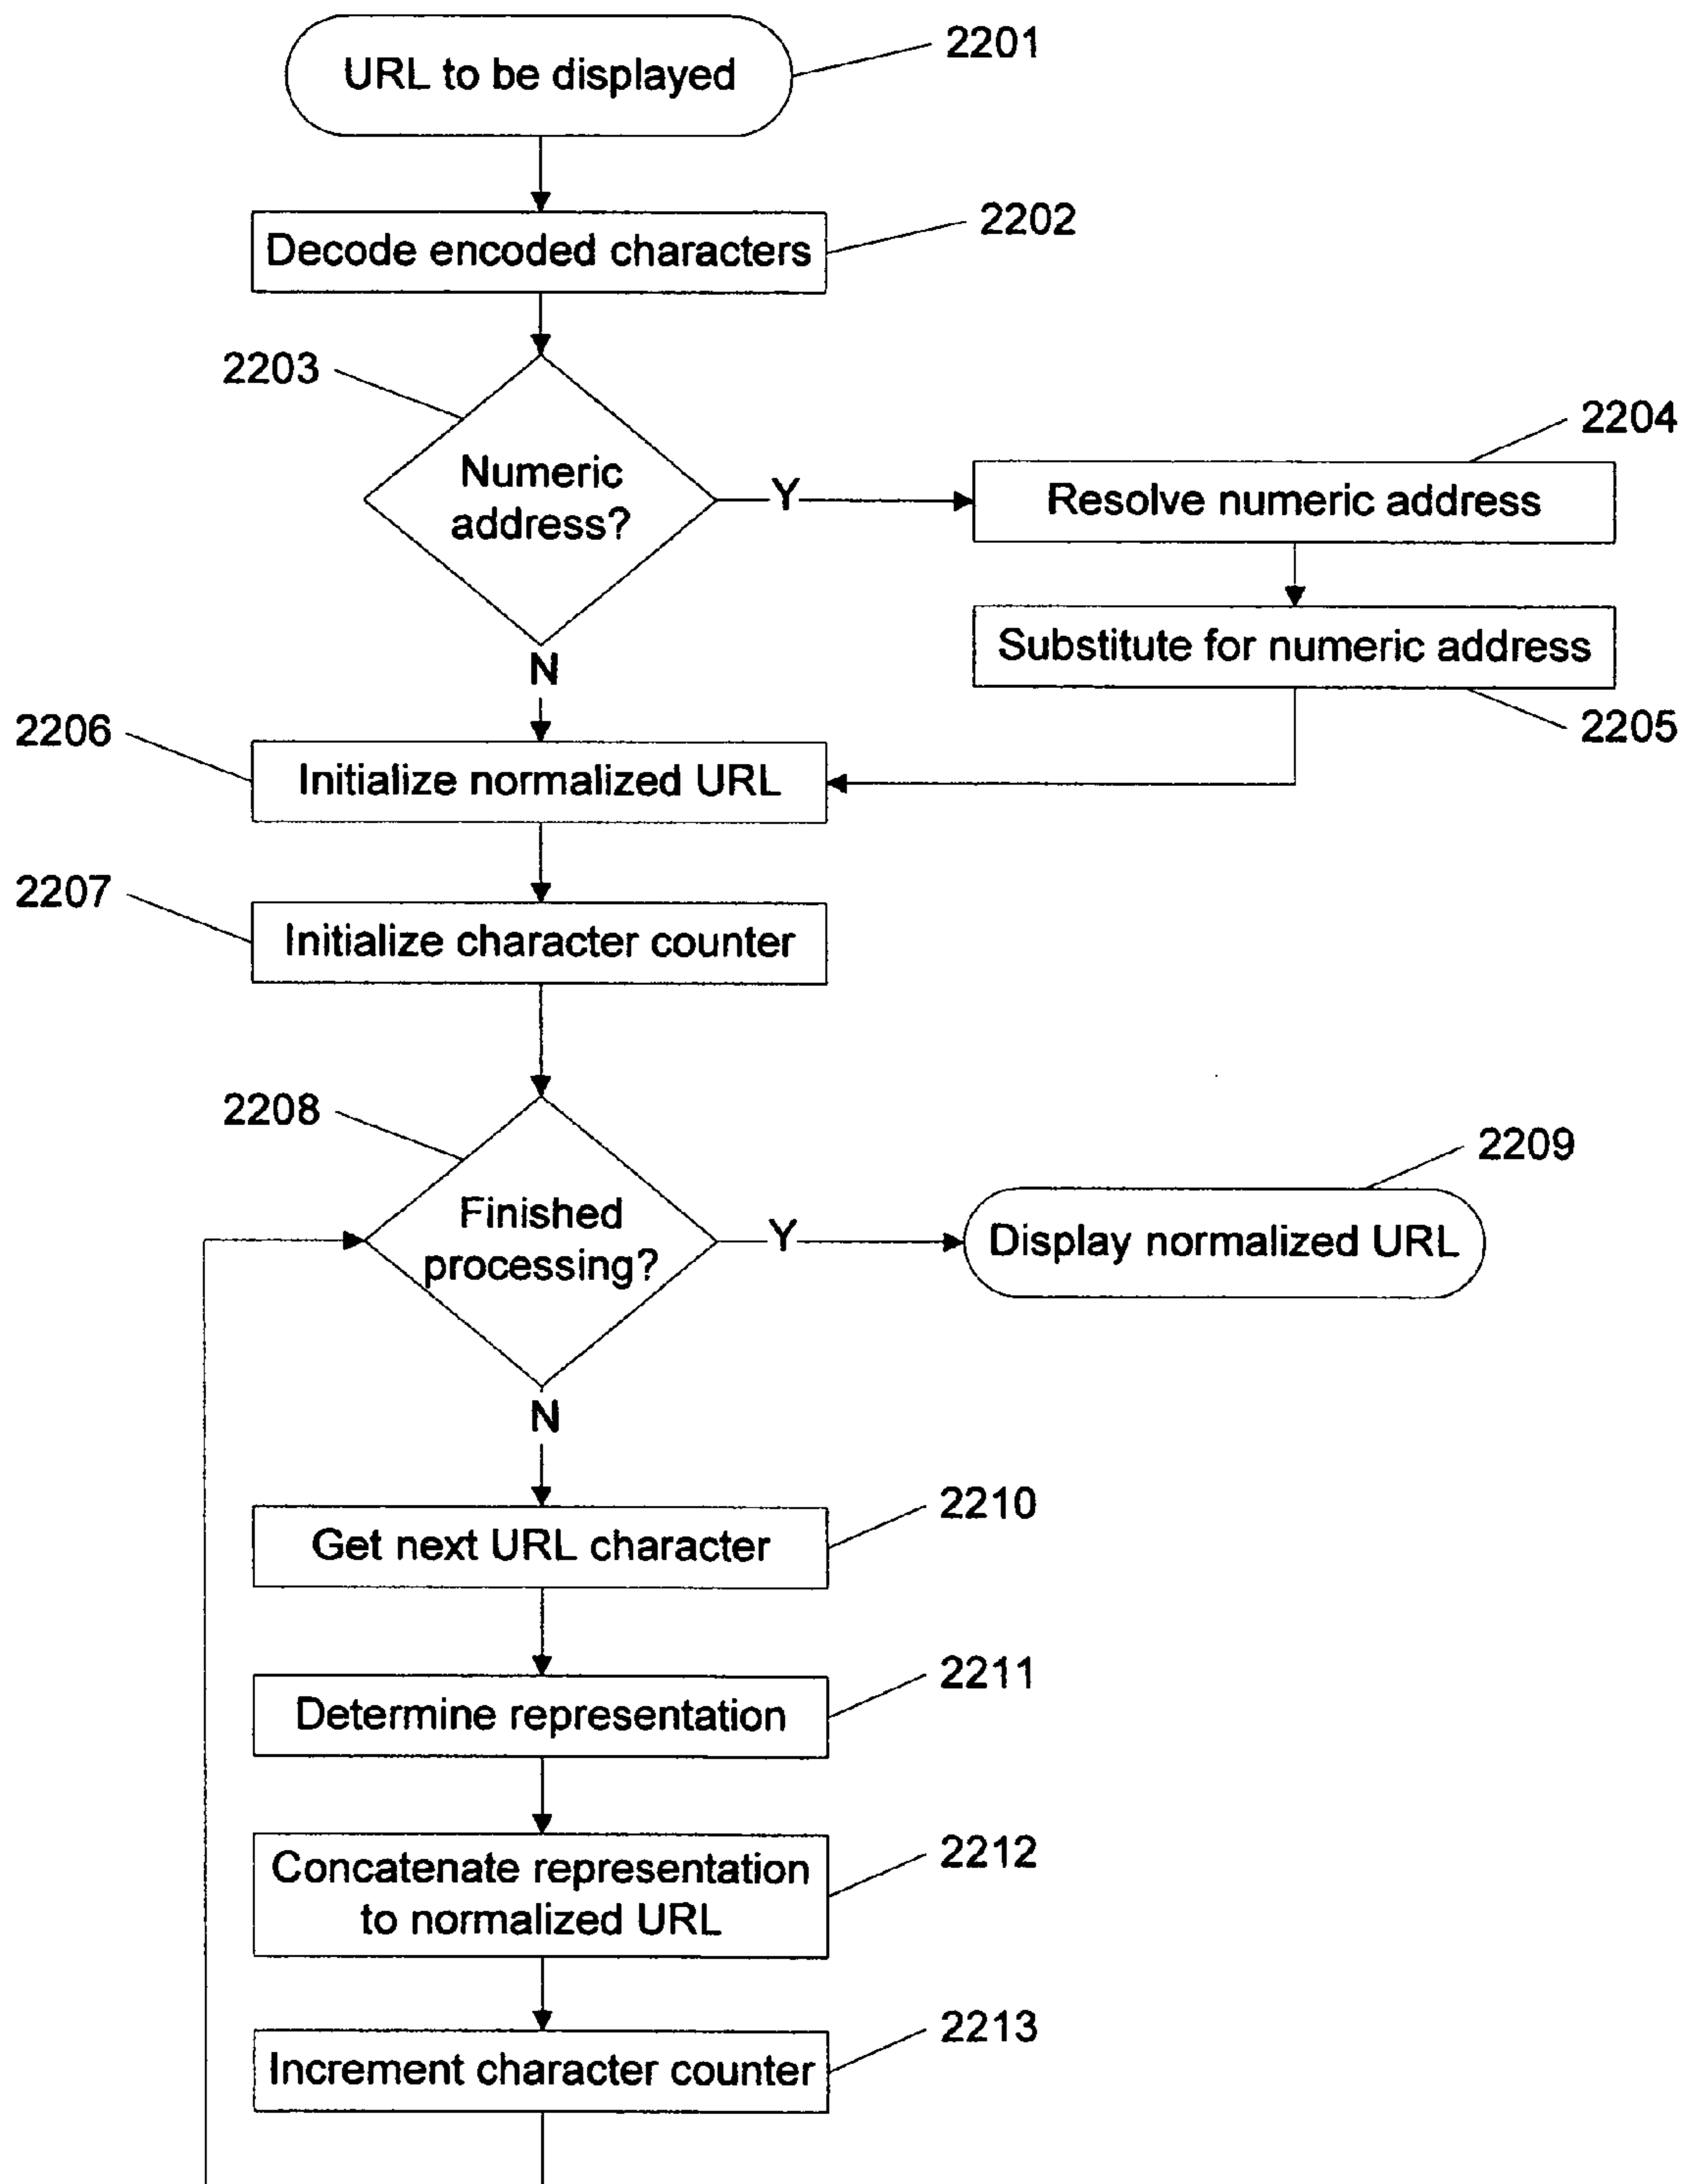 2201
URL to be displayed
2202
Decode encoded characters
2203
Numeric
address?
Y
2204
Resolve numeric address
Substitute for numeric address
2205
N
2206
Initialize normalized URL
2207
Initialize character counter
2208
Finished
processing?
Y
2209
Display normalized URL
N
2210
Get next URL character
2211
Determine representation
2212
Concatenate representation
to normalized URL
2213
Increment character counter